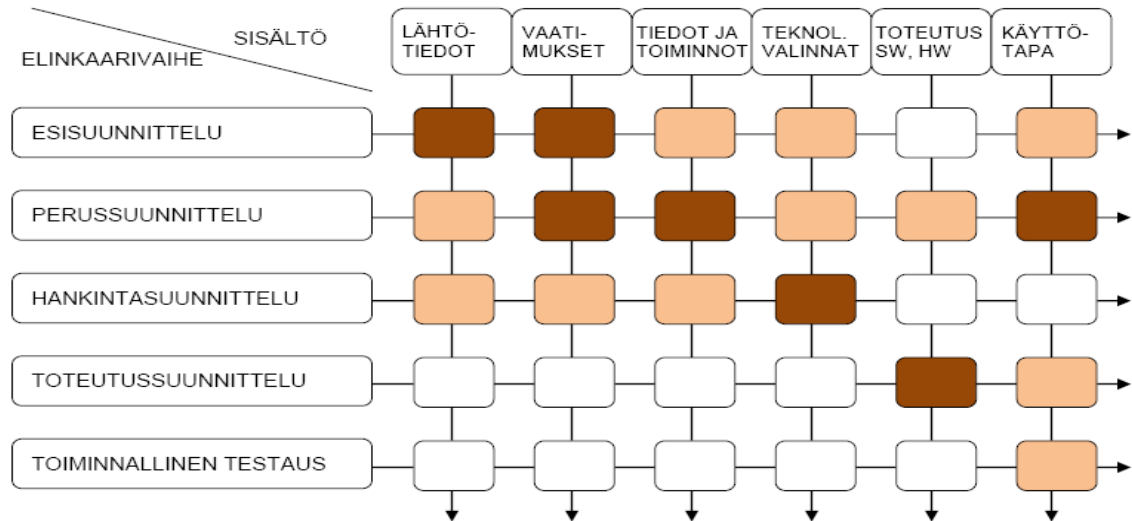 SISÄLTÖ
ELINKAARIVAIHE
LÄHTÖ-
TIEDOT
VAATI-
MUKSET
TIEDOT JA
TOIMINNOT
TEKNOL.
VALINNAT
TOTEUTUS
SW, HW
KÄYTTÖ-
TAPA
ESISUUNNITTELU
PERUSSUUNNITTELU
HANKINTASUUNNITTELU
TOTEUTUSSUUNNITTELU
TOIMINNALLINEN TESTAUS